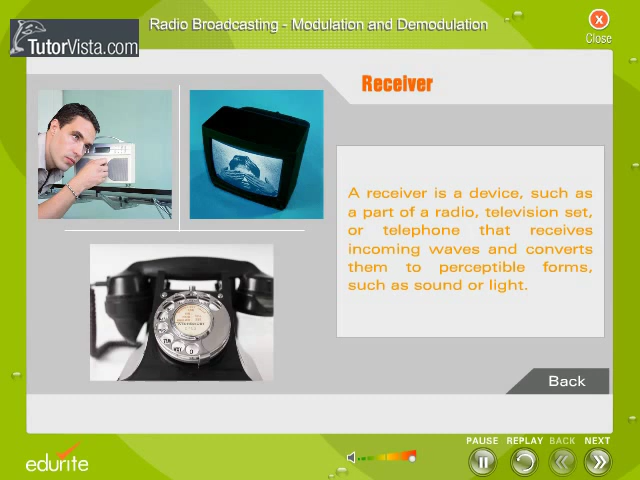 Radio Broadcasting - Modulation and Demodulation
X
Close
TutorVista.com
Receiver
A receiver is a device, such as
a part of a radio, television set,
or telephone that receives
incoming waves and converts
them to perceptible forms,
such as sound or light.
Back
PAUSE REPLAY BACK NEXT
edurite